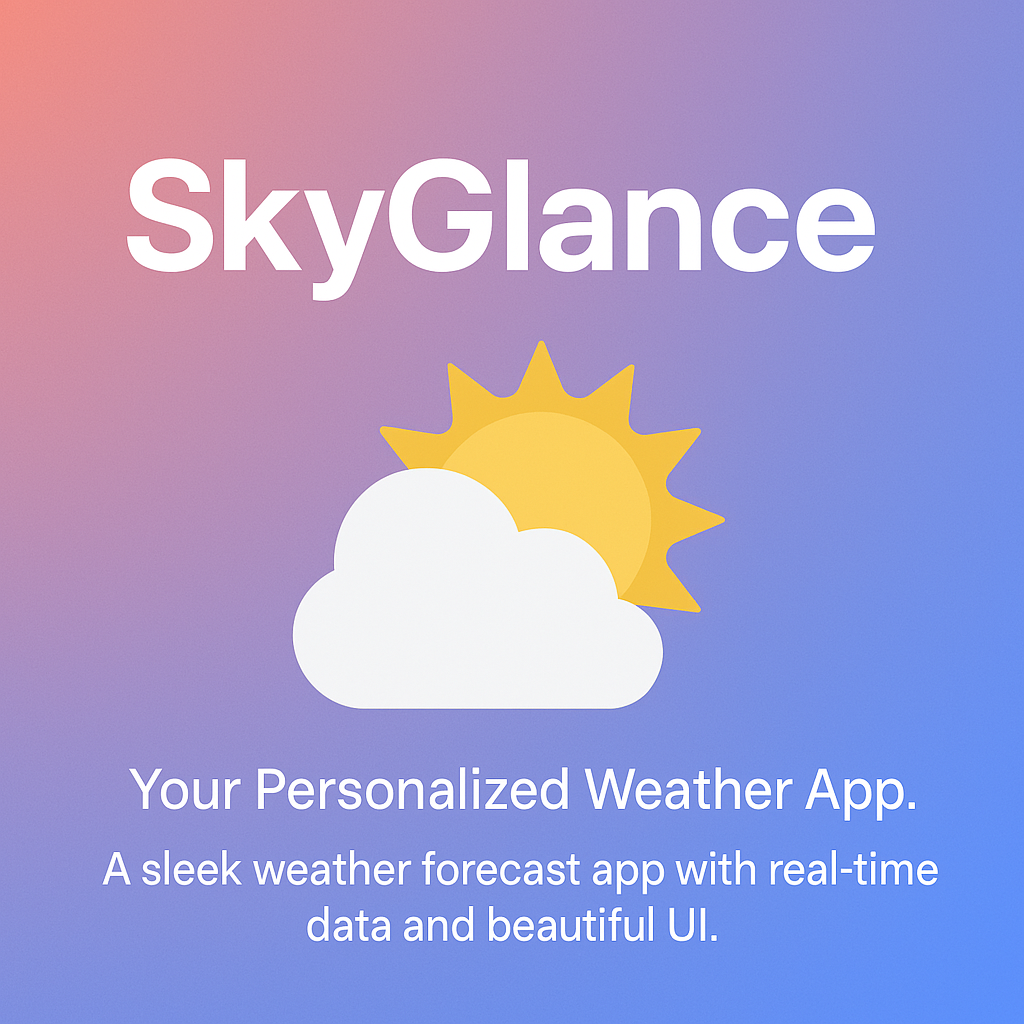 SkyGlance
Your Personalized Weather App.
A sleek weather forecast app with real-time
data and beautiful UI.